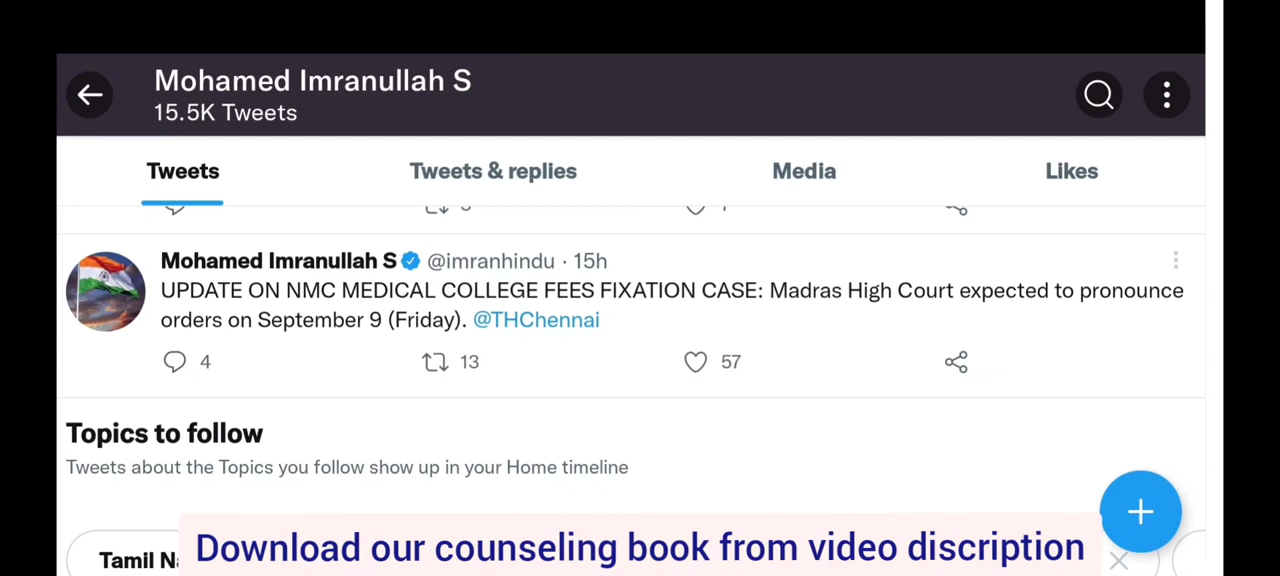 Mohamed Imranullah S
15.5K Tweets
Tweets
Tweets & replies
Media
Likes
Mohamed Imranullah S @imranhindu · 15h
UPDATE ON NMC MEDICAL COLLEGE FEES FIXATION CASE: Madras High Court expected to pronounce
orders on September 9 (Friday). @THChennai
4
13
57
Topics to follow
Tweets about the Topics you follow show up in your Home timeline
Tamil
Download our counseling book from video discription